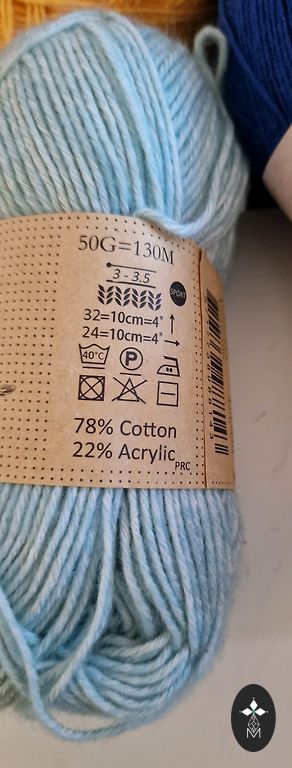 50G=130M
3 - 3.5
SPORT
32=10cm=4"
24=10cm=4"
40°C
P
78% Cotton
22% Acrylic
PRC
M